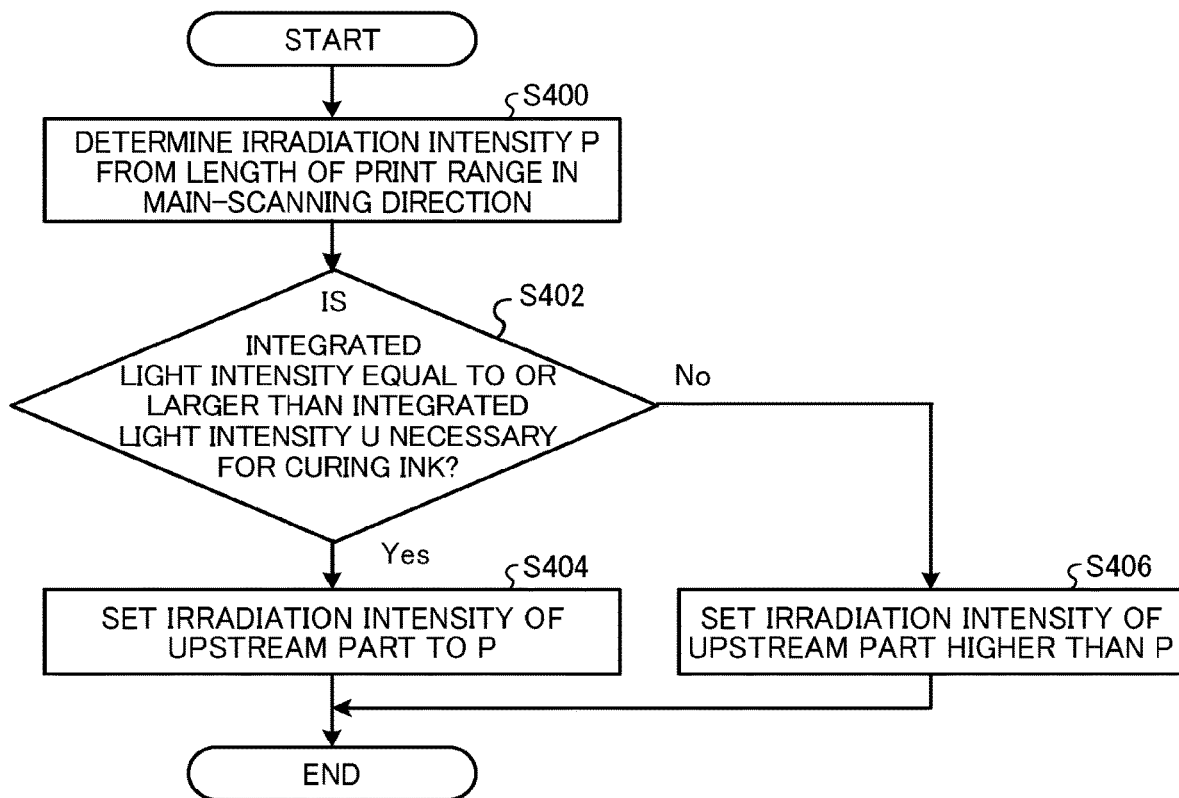 START
S400
DETERMINE IRRADIATION INTENSITY P
FROM LENGTH OF PRINT RANGE IN
MAIN-SCANNING DIRECTION
S402
IS
INTEGRATED
LIGHT INTENSITY EQUAL TO OR
LARGER THAN INTEGRATED
LIGHT INTENSITY U NECESSARY
FOR CURING INK?
No
Yes
S404
SET IRRADIATION INTENSITY OF
UPSTREAM PART TO P
S406
SET IRRADIATION INTENSITY OF
UPSTREAM PART HIGHER THAN P
END